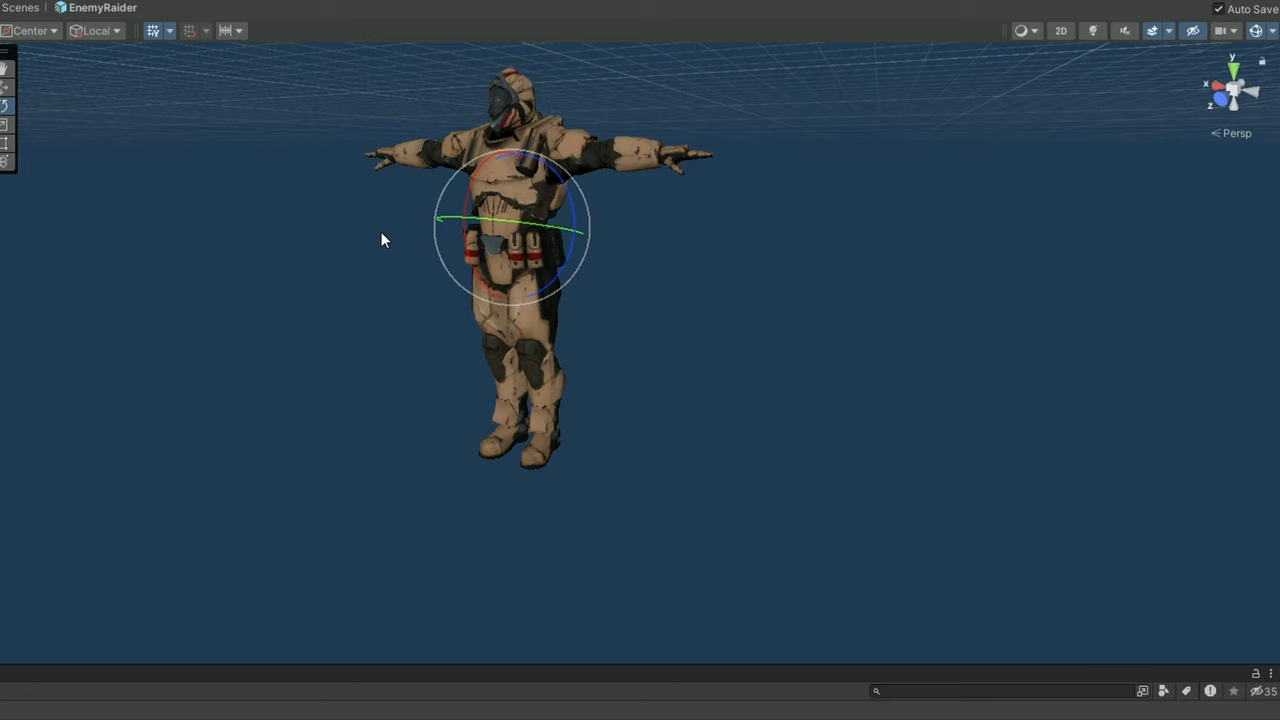 Scenes EnemyRaider
Auto Save
Center Local 2D
y
x
z
< Persp
35